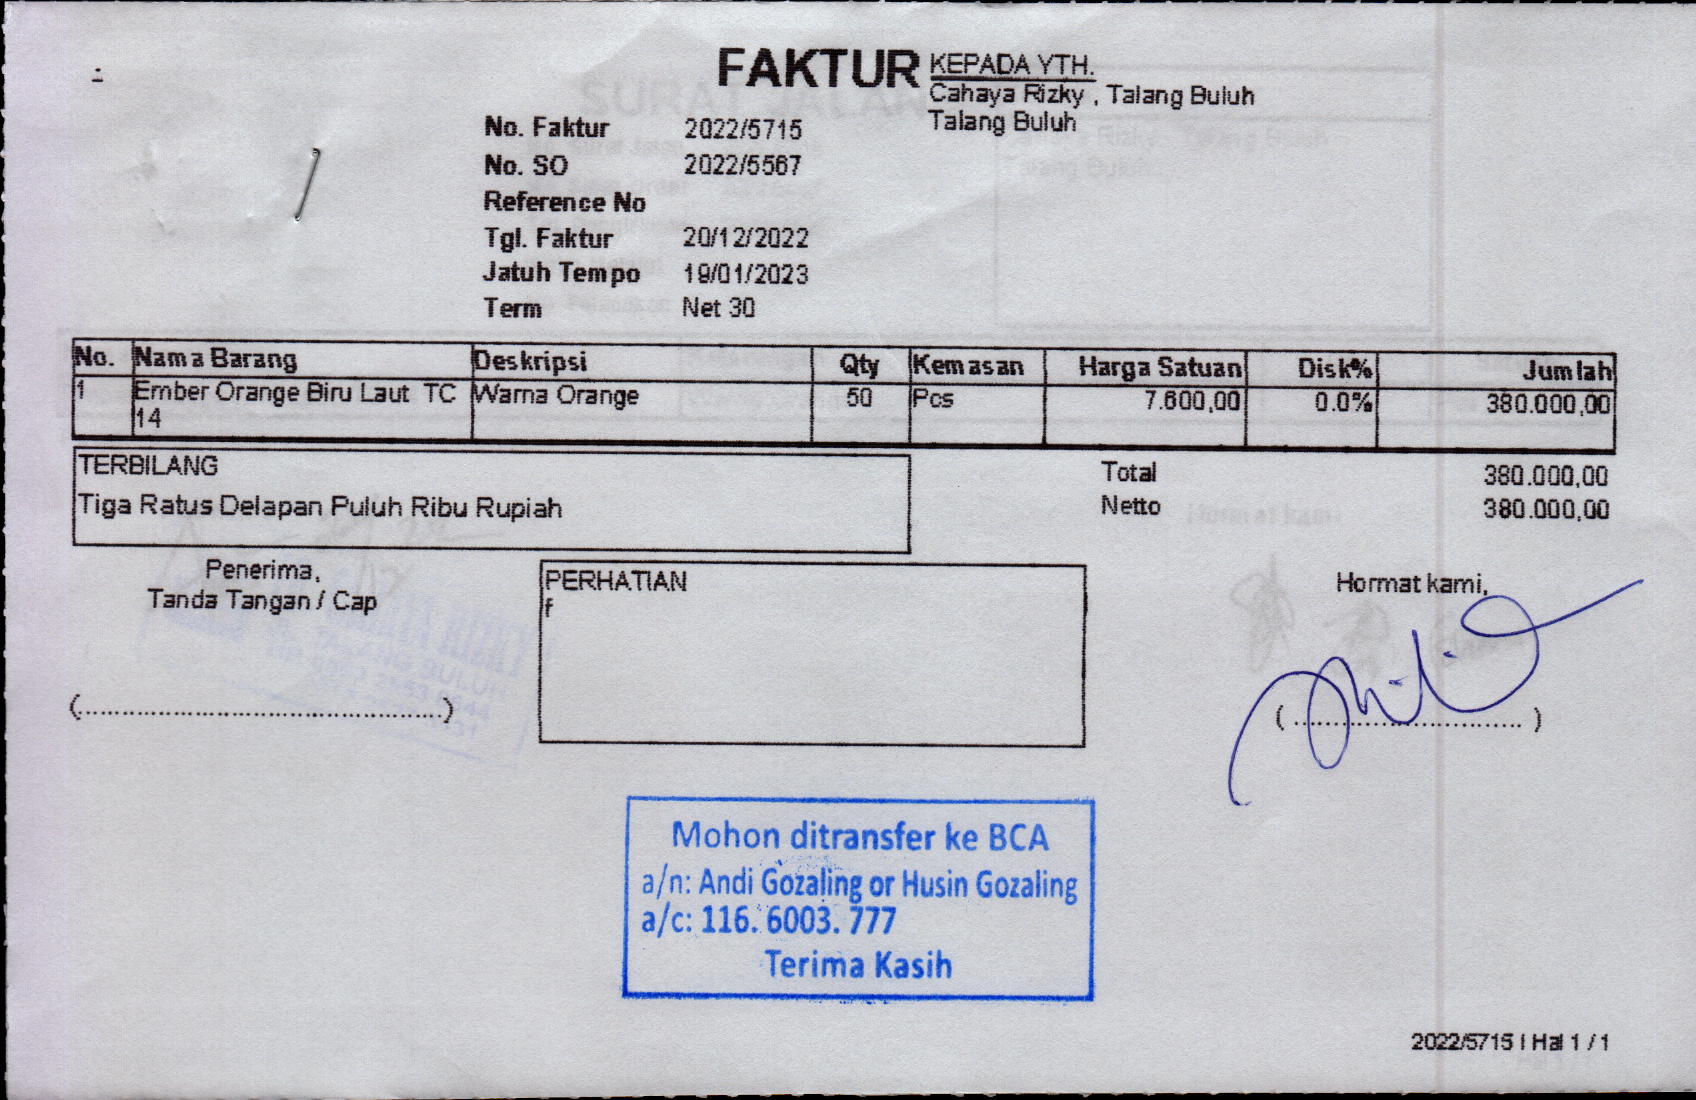 FAKTUR
KEPADA YTH.
Cahaya Rizky , Talang Buluh
Talang Buluh
No. Faktur 2022/5715
No. SO 2022/5567
Reference No
Tgl. Faktur 20/12/2022
Jatuh Tempo 19/01/2023
Term Net 30
No. Nama Barang Deskripsi Qty Kemasan Harga Satuan Disk% Jumlah
1 Ember Orange Biru Laut TC Warna Orange 50 Pcs 7.600,00 0.0% 380.000,00
14
TERBILANG
Tiga Ratus Delapan Puluh Ribu Rupiah
Total 380.000,00
Netto 380.000,00
Penerima,
Tanda Tangan / Cap
(..........................................)
PERHATIAN
f
Hormat kami,
( .............................. )
Mohon ditransfer ke BCA
a/n: Andi Gozaling or Husin Gozaling
a/c: 116. 6003. 777
Terima Kasih
2022/5715 | Hal 1 / 1